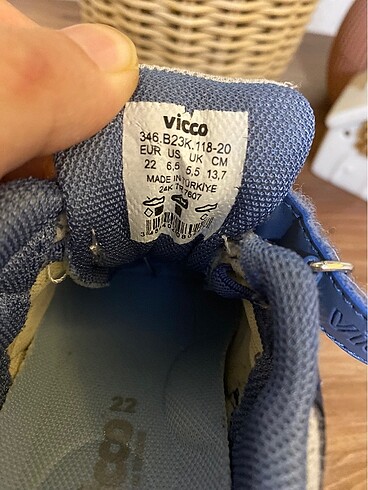 vicco
346.B23K.118-20
EUR US UK CM
22 6,5 5,5 13,7
MADE IN TÜRKİYE
22